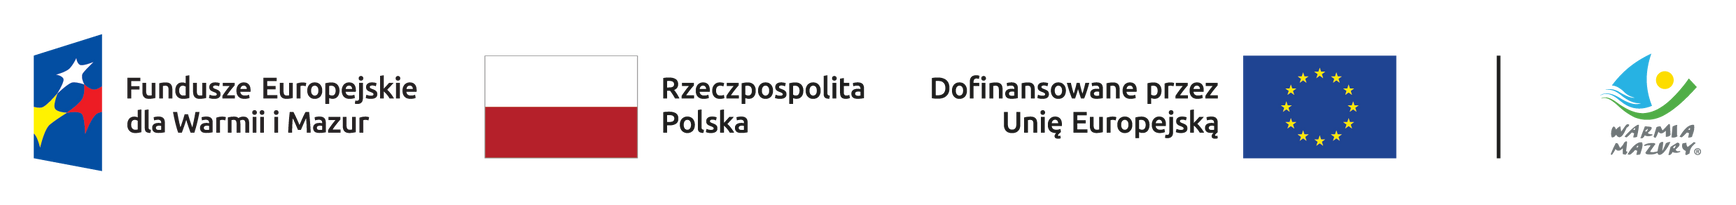 Fundusze Europejskie
dla Warmii i Mazur
Rzeczpospolita
Polska
Dofinansowane przez
Unię Europejską
WARMIA
MAZURY®